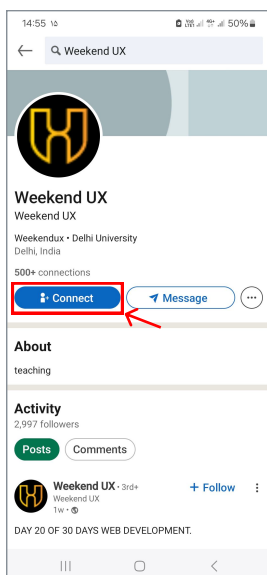 14:55
50%
Weekend UX
Weekend UX
Weekend UX
Weekendux • Delhi University
Delhi, India
500+ connections
Connect
Message
About
teaching
Activity
2,997 followers
Posts
Comments
Weekend UX • 3rd+
+ Follow
Weekend UX
1w •
DAY 20 OF 30 DAYS WEB DEVELOPMENT.